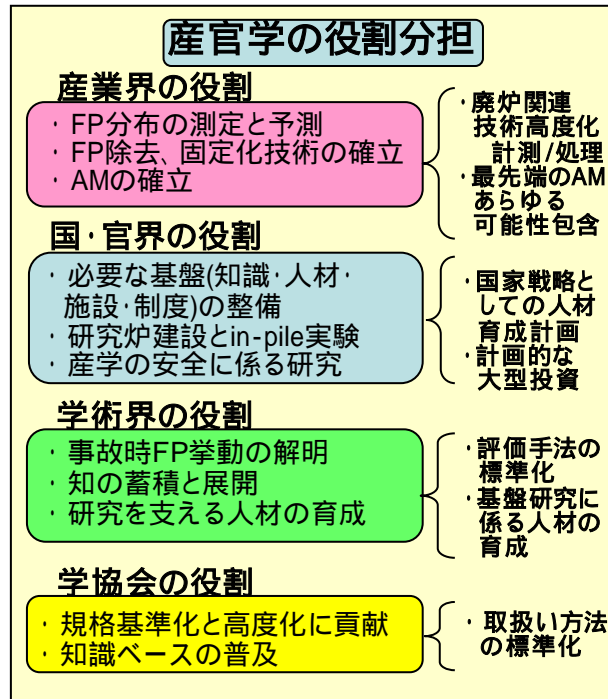 産官学の役割分担
産業界の役割
・FP分布の測定と予測
・FP除去、固定化技術の確立
・AMの確立
・廃炉関連
技術高度化
計測/処理
・最先端のAM
あらゆる
可能性包含
国・官界の役割
・必要な基盤(知識・人材・
施設・制度)の整備
・研究炉建設とin-pile実験
・産学の安全に係る研究
・国家戦略と
しての人材
育成計画
・計画的な
大型投資
学術界の役割
・事故時FP挙動の解明
・知の蓄積と展開
・研究を支える人材の育成
・評価手法の
標準化
・基盤研究に
係る人材の
育成
学協会の役割
・規格基準化と高度化に貢献
・知識ベースの普及
・取扱い方法
の標準化